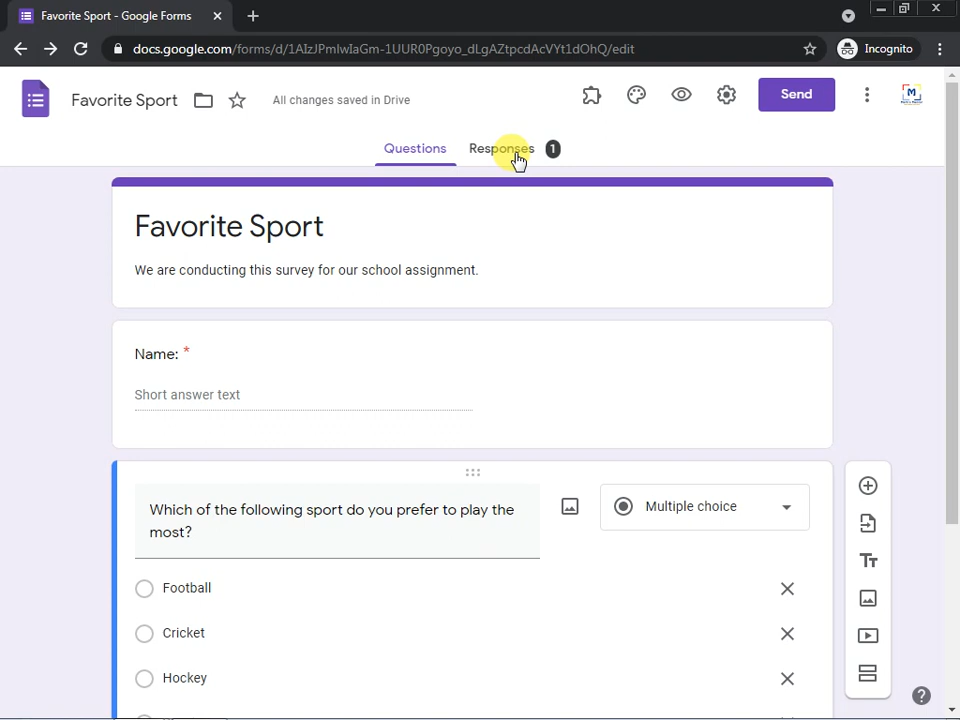 Favorite Sport - Google Forms
docs.google.com/forms/d/1AIzJPmlwIaGm-1UUR0Pgoyo_dLgAZtpcdAcVYt1dOhQ/edit
Incognito
Favorite Sport
All changes saved in Drive
Send
M
Questions
Responses
1
Favorite Sport
We are conducting this survey for our school assignment.
Name: *
Short answer text
Which of the following sport do you prefer to play the
most?
Multiple choice
Football
Cricket
Hockey
Tт
?